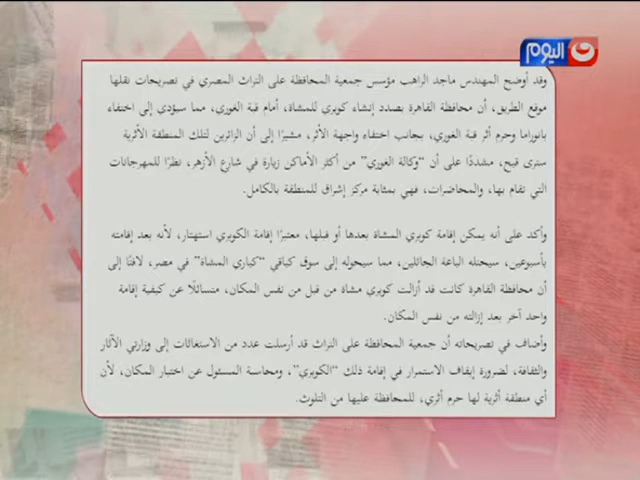 اليوم
وقد أوضح المهندس ماجد الراهب مؤسس جمعية المحافظة على التراث المصري في تصريحات نقلها
موقع الطريق، أن محافظة القاهرة بصدد إنشاء كوبري للمشاة، أمام قبة الغوري، مما سيؤدي إلى اختفاء
بانوراما وحرم أثر قبة الغوري، بجانب اختفاء واجهة الأثر، مشيرًا إلى أن الزائرين لتلك المنطقة الأثرية
سترى قبح، مشددًا على أن “وكالة الغوري” من أكثر الأماكن زيارة في شارع الأزهر، نظرًا للمهرجانات
التي تقام بها، والمحاضرات، فهي بمثابة مركز إشراق للمنطقة بالكامل.
وأكد على أنه يمكن إقامة كوبري المشاة بعدها أو قبلها، معتبرًا إقامة الكوبري استهتار، لأنه بعد إقامته
بأسبوعين، سيحتله الباعة الجائلين، مما سيحوله إلى سوق كباقي “كباري المشاة” في مصر، لافتًا إلى
أن محافظة القاهرة كانت قد أزالت كوبري مشاة من قبل من نفس المكان، متسائلًا عن كيفية إقامة
واحد آخر بعد إزالته من نفس المكان.
وأضاف في تصريحاته أن جمعية المحافظة على التراث قد أرسلت عدد من الاستغاثات إلى وزارتي الآثار
والثقافة، لضرورة إيقاف الاستمرار في إقامة ذلك “الكوبري”، ومحاسبة المسئول عن اختيار المكان، لأن
أي منطقة أثرية لها حرم أثري، للمحافظة عليها من التلوث.